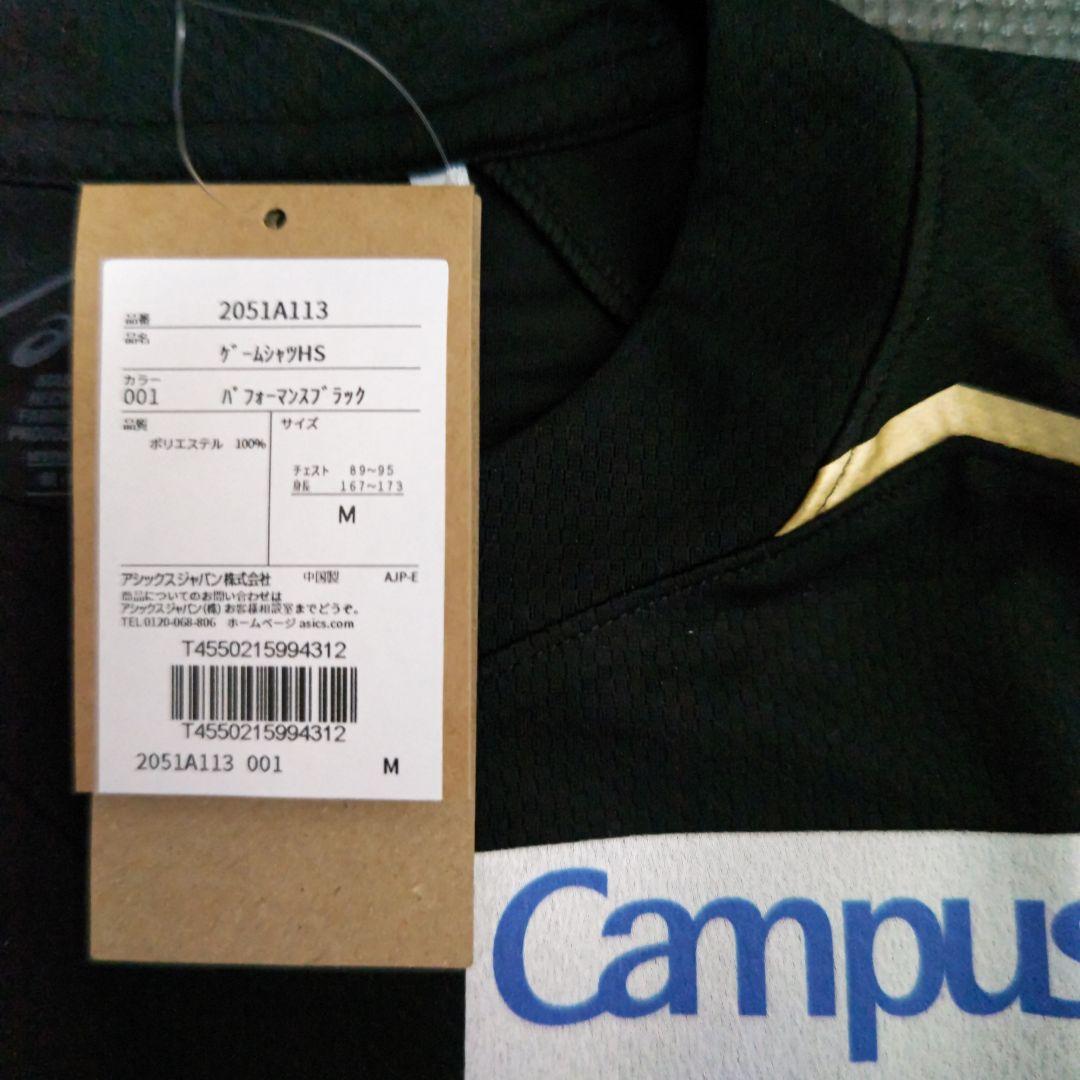 品番 2051A113
品名
ゲームシャツHS
カラー
001 パフォーマンスブラック
品質 サイズ
ポリエステル 100%
チェスト 89~95
身長 167~173
M
アシックスジャパン株式会社 中国製 AJP-E
商品についてのお問い合わせは
アシックスジャパン(株)お客様相談室までどうぞ。
TEL 0120-068-806 ホームページ asics.com
T4550215994312
T4550215994312
2051A113 001 M
Campus